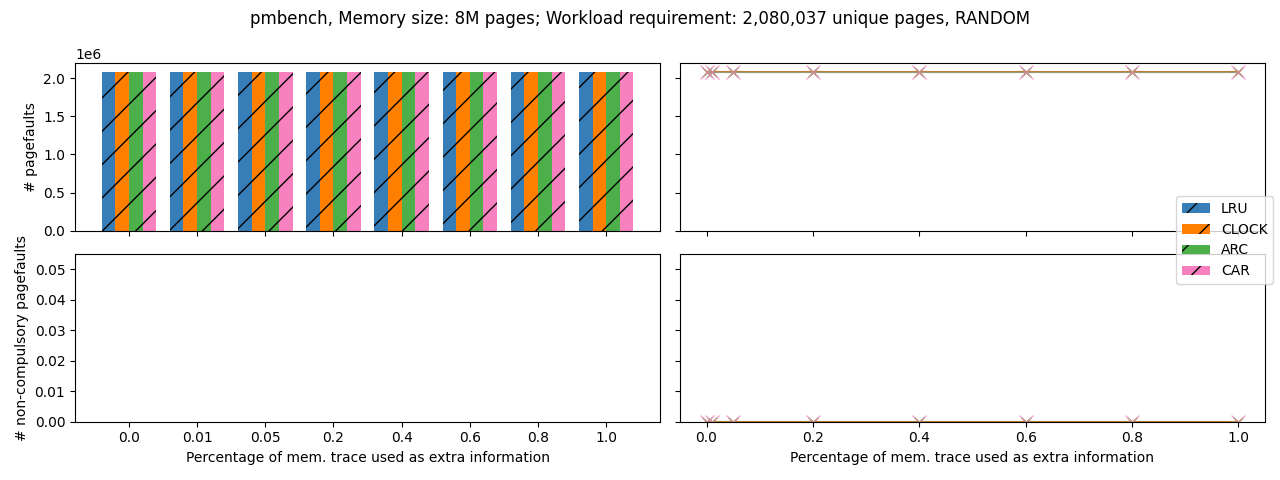 pmbench, Memory size: 8M pages; Workload requirement: 2,080,037 unique pages, RANDOM
1e6
2.0
1.5
1.0
0.5
0.0
# pagefaults
LRU
CLOCK
ARC
CAR
0.05
0.04
0.03
0.02
0.01
0.00
# non-compulsory pagefaults
0.0 0.01 0.05 0.2 0.4 0.6 0.8 1.0
Percentage of mem. trace used as extra information
0.0 0.2 0.4 0.6 0.8 1.0
Percentage of mem. trace used as extra information